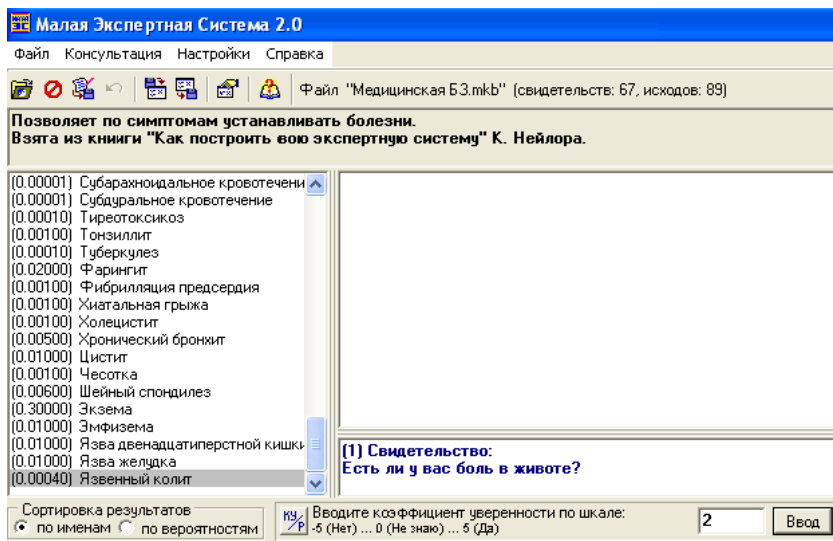 Малая Экспертная Система 2.0
Файл Консультация Настройки Справка
Файл "Медицинская БЗ.mkb" (свидетельств: 67, исходов: 89)
Позволяет по симптомам устанавливать болезни.
Взята из книиги "Как построить вою экспертную систему" К. Нейлора.
(0.00001) Субарахноидальное кровотечени
(0.00001) Субдуральное кровотечение
(0.00010) Тиреотоксикоз
(0.00100) Тонзиллит
(0.00010) Туберкулез
(0.02000) Фарингит
(0.00100) Фибрилляция предсердия
(0.00100) Хиатальная грыжа
(0.00100) Холецистит
(0.00500) Хронический бронхит
(0.01000) Цистит
(0.00100) Чесотка
(0.00600) Шейный спондилез
(0.30000) Экзема
(0.01000) Эмфизема
(0.01000) Язва двенадцатиперстной кишки
(0.01000) Язва желудка
(0.00040) Язвенный колит
(1) Свидетельство:
Есть ли у вас боль в животе?
Сортировка результатов
по именам по вероятностям
КУ/Р
Вводите коэффициент уверенности по шкале:
-5 (Нет) ... 0 (Не знаю) ... 5 (Да)
2
Ввод